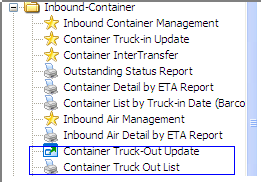 Inbound-Container
Inbound Container Management
Container Truck-in Update
Container InterTransfer
Outstanding Status Report
Container Detail by ETA Report
Container List by Truck-in Date (Barco
Inbound Air Management
Inbound Air Detail by ETA Report
Container Truck-Out Update
Container Truck Out List